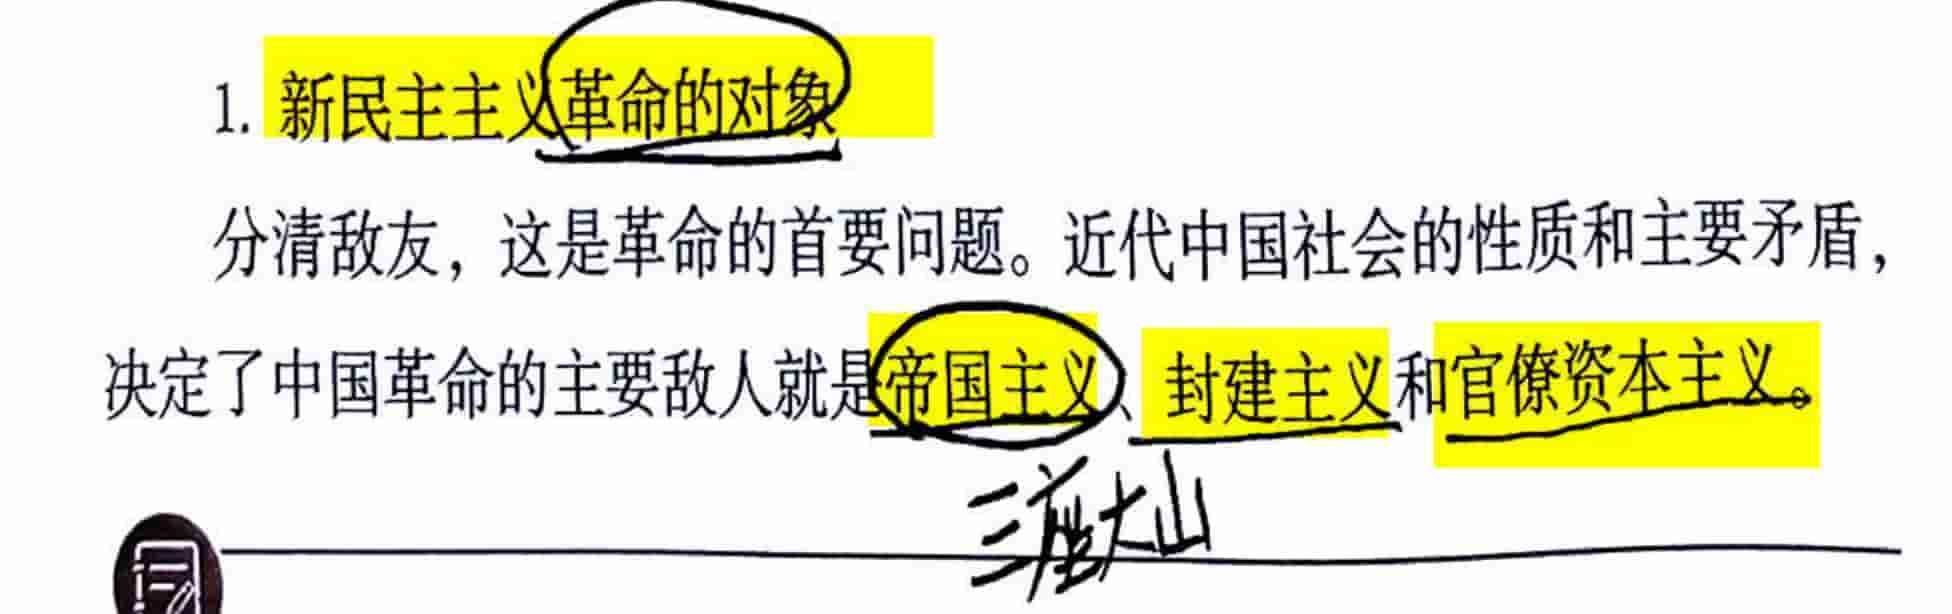 1. 新民主主义革命的对象
分清敌友，这是革命的首要问题。近代中国社会的性质和主要矛盾，
决定了中国革命的主要敌人就是帝国主义、封建主义和官僚资本主义。
三座大山